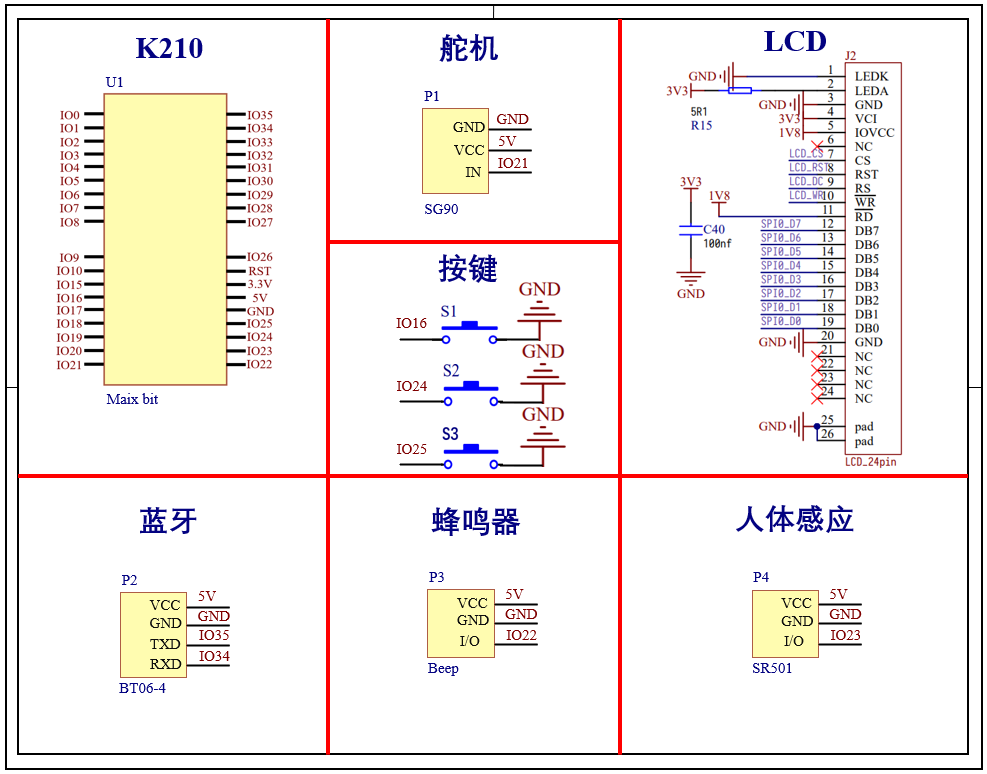 K210
U1
IO0
IO1
IO2
IO3
IO4
IO5
IO6
IO7
IO8
IO9
IO10
IO15
IO16
IO17
IO18
IO19
IO20
IO21
IO35
IO34
IO33
IO32
IO31
IO30
IO29
IO28
IO27
IO26
RST
3.3V
5V
GND
IO25
IO24
IO23
IO22
Maix bit
舵机
P1
GND GND
VCC 5V
IN IO21
SG90
按键
GND
S1
IO16
GND
S2
IO24
GND
S3
IO25
LCD
J2
GND 1 LEDK
3V3 2 LEDA
5R1
R15
GND 3 GND
3V3 4 VCI
1V8 5 IOVCC
6 NC
LCD_CS 7 CS
LCD_RST 8 RST
LCD_DC 9 RS
LCD_WR 10 WR
1V8 11 RD
SPI0_D7 12 DB7
SPI0_D6 13 DB6
SPI0_D5 14 DB5
SPI0_D4 15 DB4
SPI0_D3 16 DB3
SPI0_D2 17 DB2
SPI0_D1 18 DB1
SPI0_D0 19 DB0
GND 20 GND
21 NC
22 NC
23 NC
24 NC
GND 25 pad
26 pad
LCD_24pin
3V3
C40
100nf
GND
蓝牙
P2
VCC 5V
GND GND
TXD IO35
RXD IO34
BT06-4
蜂鸣器
P3
VCC 5V
GND GND
I/O IO22
Beep
人体感应
P4
VCC 5V
GND GND
I/O IO23
SR501